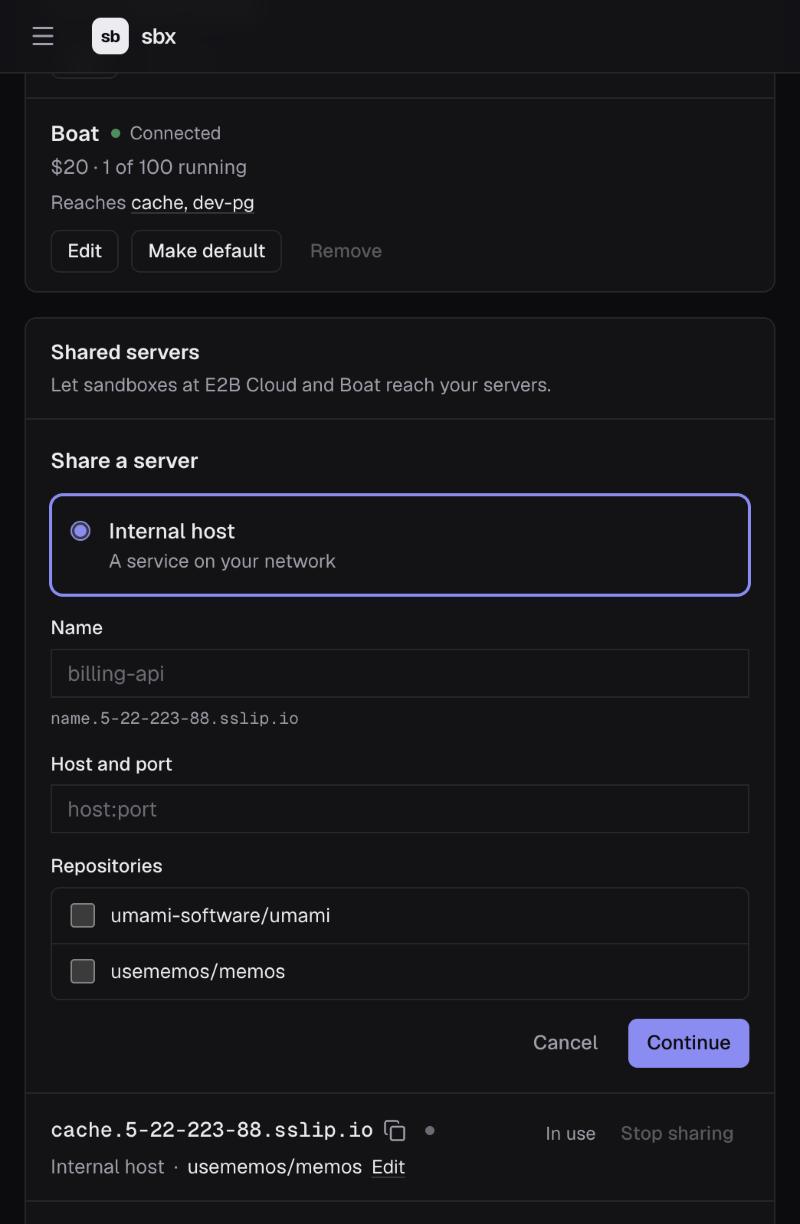 sb sbx
Boat Connected
$20 · 1 of 100 running
Reaches cache, dev-pg
Edit Make default Remove
Shared servers
Let sandboxes at E2B Cloud and Boat reach your servers.
Share a server
Internal host
A service on your network
Name
billing-api
name.5-22-223-88.sslip.io
Host and port
host:port
Repositories
umami-software/umami
usememos/memos
Cancel Continue
cache.5-22-223-88.sslip.io In use Stop sharing
Internal host · usememos/memos Edit